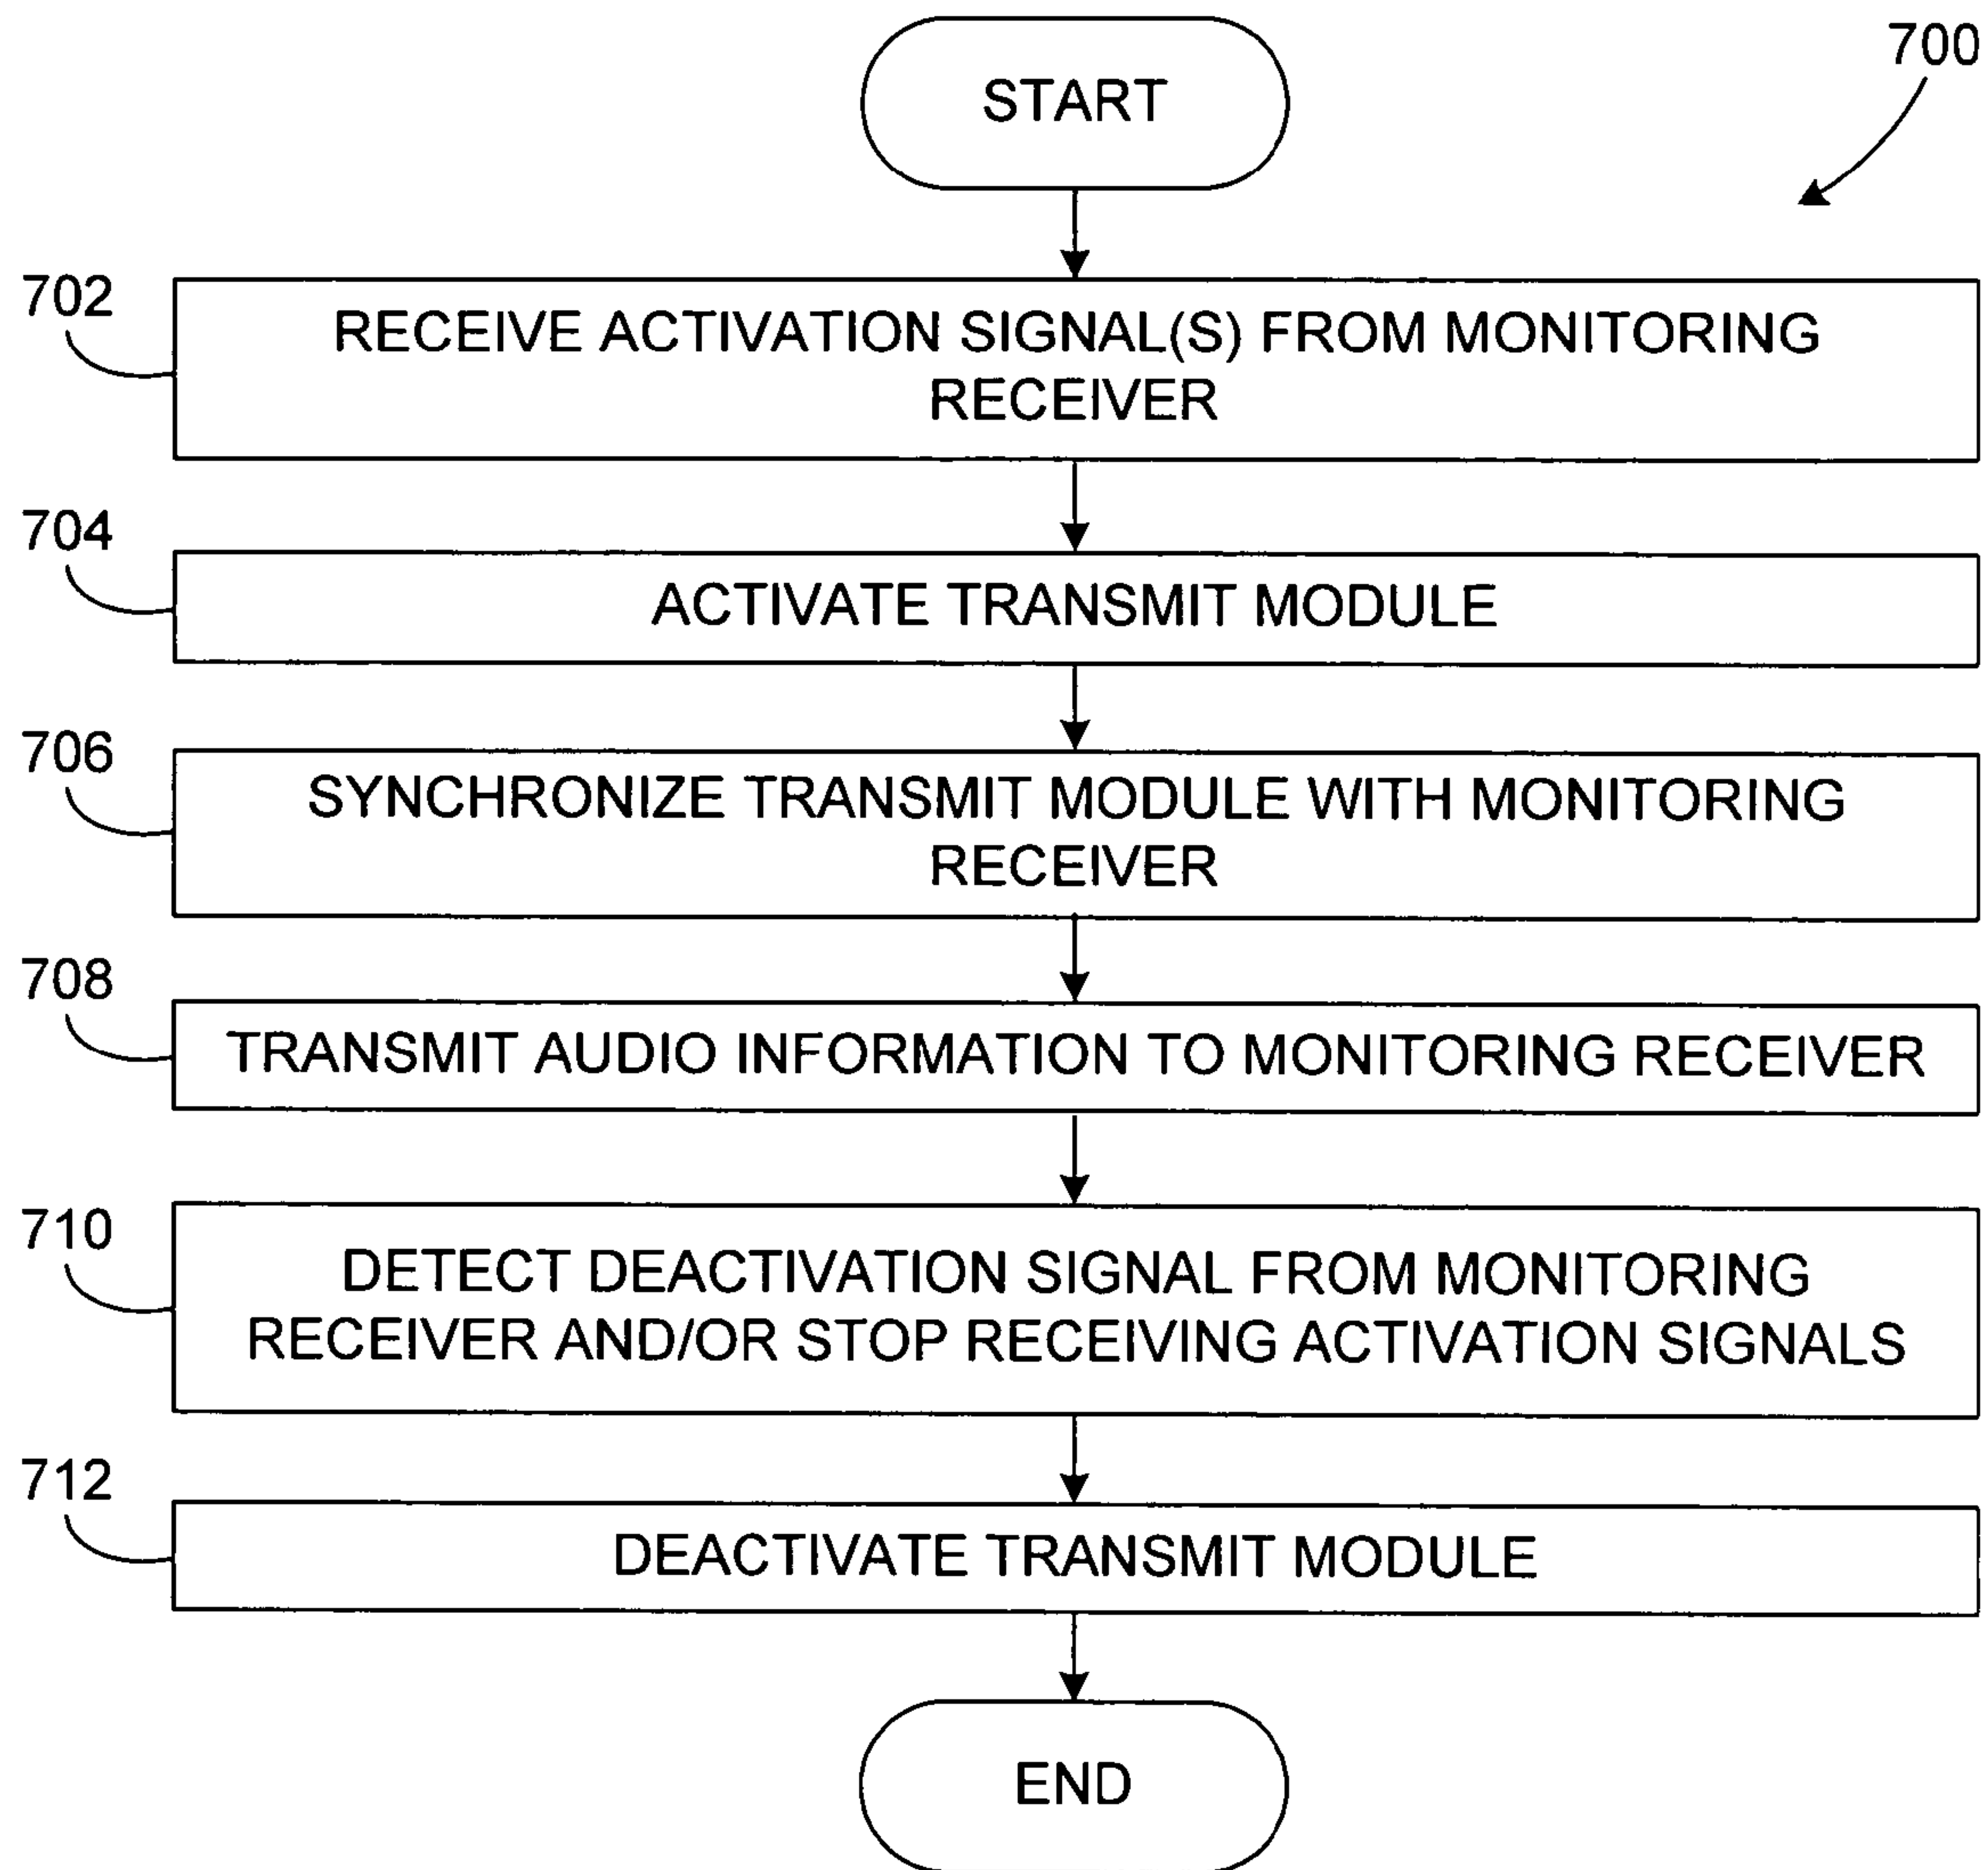 START
700
702
RECEIVE ACTIVATION SIGNAL(S) FROM MONITORING
RECEIVER
704
ACTIVATE TRANSMIT MODULE
706
SYNCHRONIZE TRANSMIT MODULE WITH MONITORING
RECEIVER
708
TRANSMIT AUDIO INFORMATION TO MONITORING RECEIVER
710
DETECT DEACTIVATION SIGNAL FROM MONITORING
RECEIVER AND/OR STOP RECEIVING ACTIVATION SIGNALS
712
DEACTIVATE TRANSMIT MODULE
END